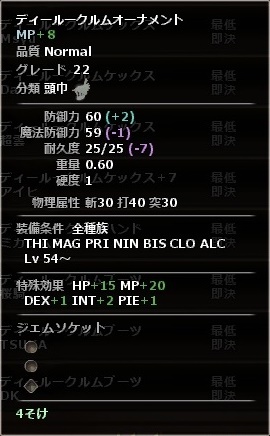 ディールークルムオーナメント
MP+8
品質 Normal
グレード 22
分類 頭巾
防御力 60 (+2)
魔法防御力 59 (-1)
耐久度 25/25 (-7)
重量 0.60
硬度 1
物理属性 斬30 打40 突30
装備条件 全種族
THI MAG PRI NIN BIS CLO ALC
Lv 54～
特殊効果 HP+15 MP+20
DEX+1 INT+2 PIE+1
ジェムソケット
4そけ